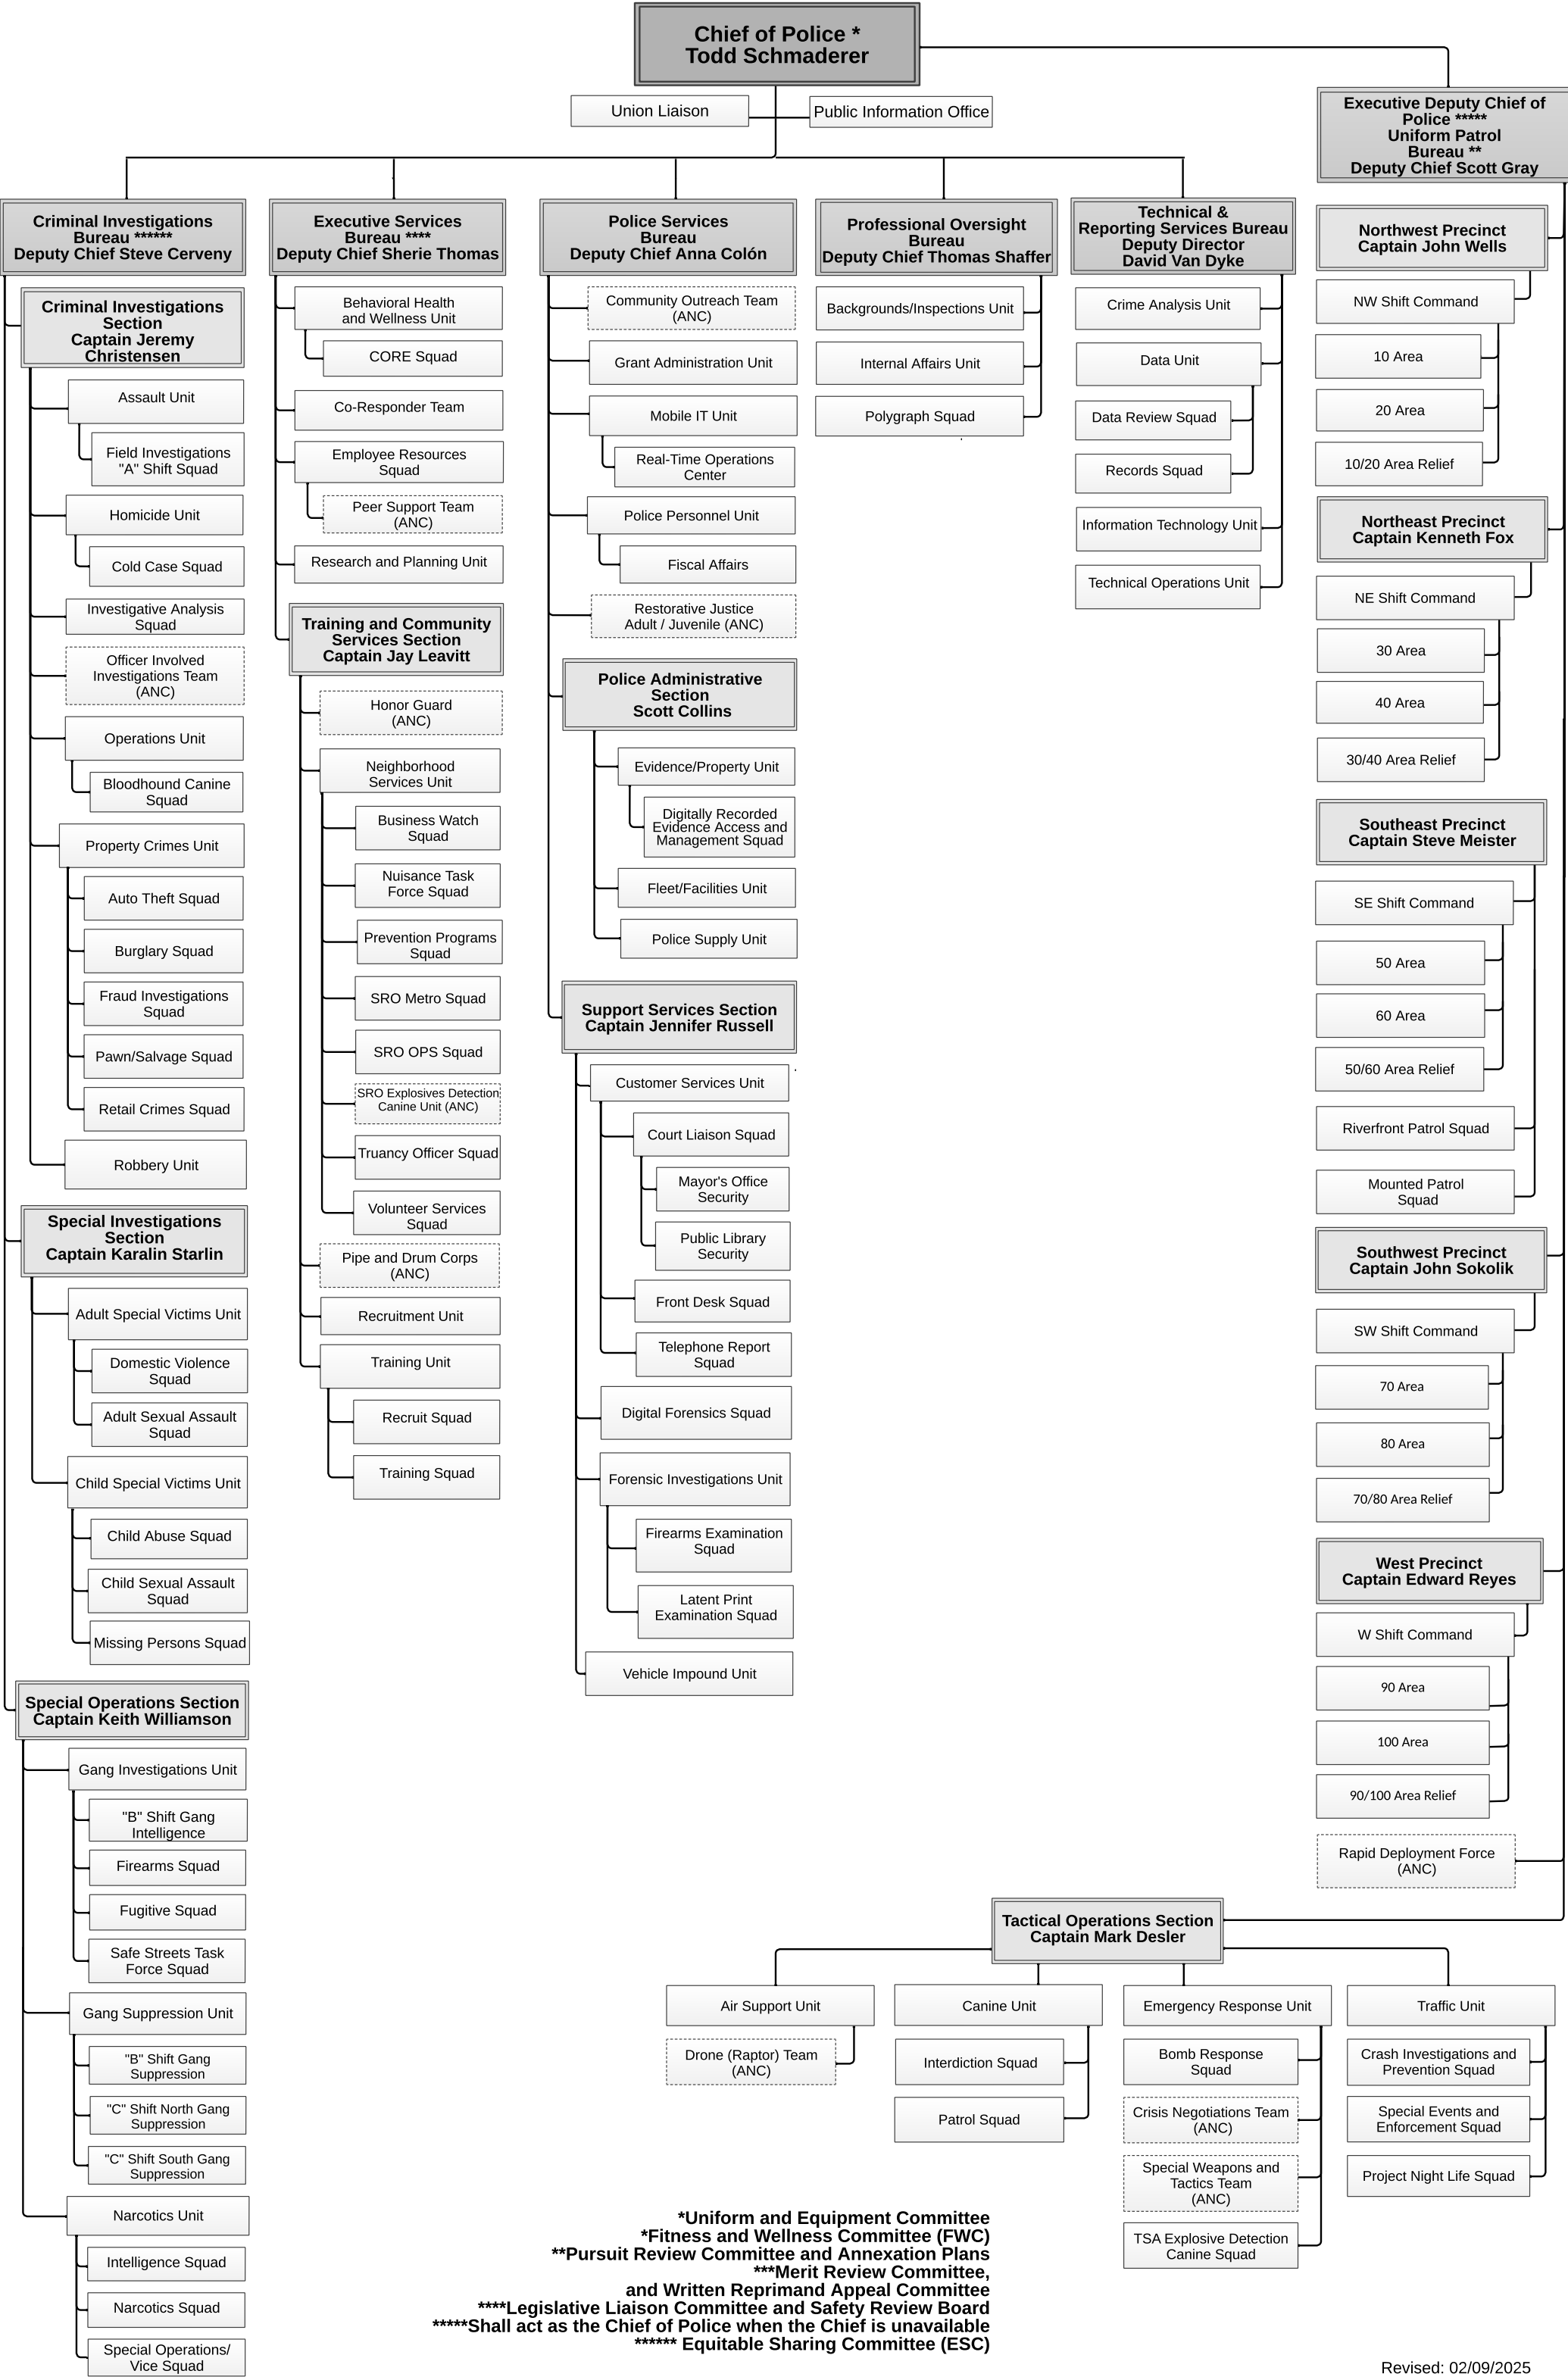 Chief of Police *
Todd Schmaderer
Union Liaison
Public Information Office
Executive Deputy Chief of
Police *****
Uniform Patrol
Bureau **
Deputy Chief Scott Gray
Criminal Investigations
Bureau ******
Deputy Chief Steve Cerveny
Criminal Investigations
Section
Captain Jeremy
Christensen
Assault Unit
Field Investigations
"A" Shift Squad
Homicide Unit
Cold Case Squad
Investigative Analysis
Squad
Officer Involved
Investigations Team
(ANC)
Operations Unit
Bloodhound Canine
Squad
Property Crimes Unit
Auto Theft Squad
Burglary Squad
Fraud Investigations
Squad
Pawn/Salvage Squad
Retail Crimes Squad
Robbery Unit
Special Investigations
Section
Captain Karalin Starlin
Adult Special Victims Unit
Domestic Violence
Squad
Adult Sexual Assault
Squad
Child Special Victims Unit
Child Abuse Squad
Child Sexual Assault
Squad
Missing Persons Squad
Special Operations Section
Captain Keith Williamson
Gang Investigations Unit
"B" Shift Gang
Intelligence
Firearms Squad
Fugitive Squad
Safe Streets Task
Force Squad
Gang Suppression Unit
"B" Shift Gang
Suppression
"C" Shift North Gang
Suppression
"C" Shift South Gang
Suppression
Narcotics Unit
Intelligence Squad
Narcotics Squad
Special Operations/
Vice Squad
Executive Services
Bureau ****
Deputy Chief Sherie Thomas
Behavioral Health
and Wellness Unit
CORE Squad
Co-Responder Team
Employee Resources
Squad
Peer Support Team
(ANC)
Research and Planning Unit
Training and Community
Services Section
Captain Jay Leavitt
Honor Guard
(ANC)
Neighborhood
Services Unit
Business Watch
Squad
Nuisance Task
Force Squad
Prevention Programs
Squad
SRO Metro Squad
SRO OPS Squad
SRO Explosives Detection
Canine Unit (ANC)
Truancy Officer Squad
Volunteer Services
Squad
Pipe and Drum Corps
(ANC)
Recruitment Unit
Training Unit
Recruit Squad
Training Squad
Police Services
Bureau
Deputy Chief Anna Colón
Community Outreach Team
(ANC)
Grant Administration Unit
Mobile IT Unit
Real-Time Operations
Center
Police Personnel Unit
Fiscal Affairs
Restorative Justice
Adult / Juvenile (ANC)
Police Administrative
Section
Scott Collins
Evidence/Property Unit
Digitally Recorded
Evidence Access and
Management Squad
Fleet/Facilities Unit
Police Supply Unit
Support Services Section
Captain Jennifer Russell
Customer Services Unit
Court Liaison Squad
Mayor's Office
Security
Public Library
Security
Front Desk Squad
Telephone Report
Squad
Digital Forensics Squad
Forensic Investigations Unit
Firearms Examination
Squad
Latent Print
Examination Squad
Vehicle Impound Unit
Professional Oversight
Bureau
Deputy Chief Thomas Shaffer
Backgrounds/Inspections Unit
Internal Affairs Unit
Polygraph Squad
Technical &
Reporting Services Bureau
Deputy Director
David Van Dyke
Crime Analysis Unit
Data Unit
Data Review Squad
Records Squad
Information Technology Unit
Technical Operations Unit
Northwest Precinct
Captain John Wells
NW Shift Command
10 Area
20 Area
10/20 Area Relief
Northeast Precinct
Captain Kenneth Fox
NE Shift Command
30 Area
40 Area
30/40 Area Relief
Southeast Precinct
Captain Steve Meister
SE Shift Command
50 Area
60 Area
50/60 Area Relief
Riverfront Patrol Squad
Mounted Patrol
Squad
Southwest Precinct
Captain John Sokolik
SW Shift Command
70 Area
80 Area
70/80 Area Relief
West Precinct
Captain Edward Reyes
W Shift Command
90 Area
100 Area
90/100 Area Relief
Rapid Deployment Force
(ANC)
Tactical Operations Section
Captain Mark Desler
Air Support Unit
Drone (Raptor) Team
(ANC)
Canine Unit
Interdiction Squad
Patrol Squad
Emergency Response Unit
Bomb Response
Squad
Crisis Negotiations Team
(ANC)
Special Weapons and
Tactics Team
(ANC)
TSA Explosive Detection
Canine Squad
Traffic Unit
Crash Investigations and
Prevention Squad
Special Events and
Enforcement Squad
Project Night Life Squad
*Uniform and Equipment Committee
*Fitness and Wellness Committee (FWC)
**Pursuit Review Committee and Annexation Plans
***Merit Review Committee,
and Written Reprimand Appeal Committee
****Legislative Liaison Committee and Safety Review Board
*****Shall act as the Chief of Police when the Chief is unavailable
****** Equitable Sharing Committee (ESC)
Revised: 02/09/2025